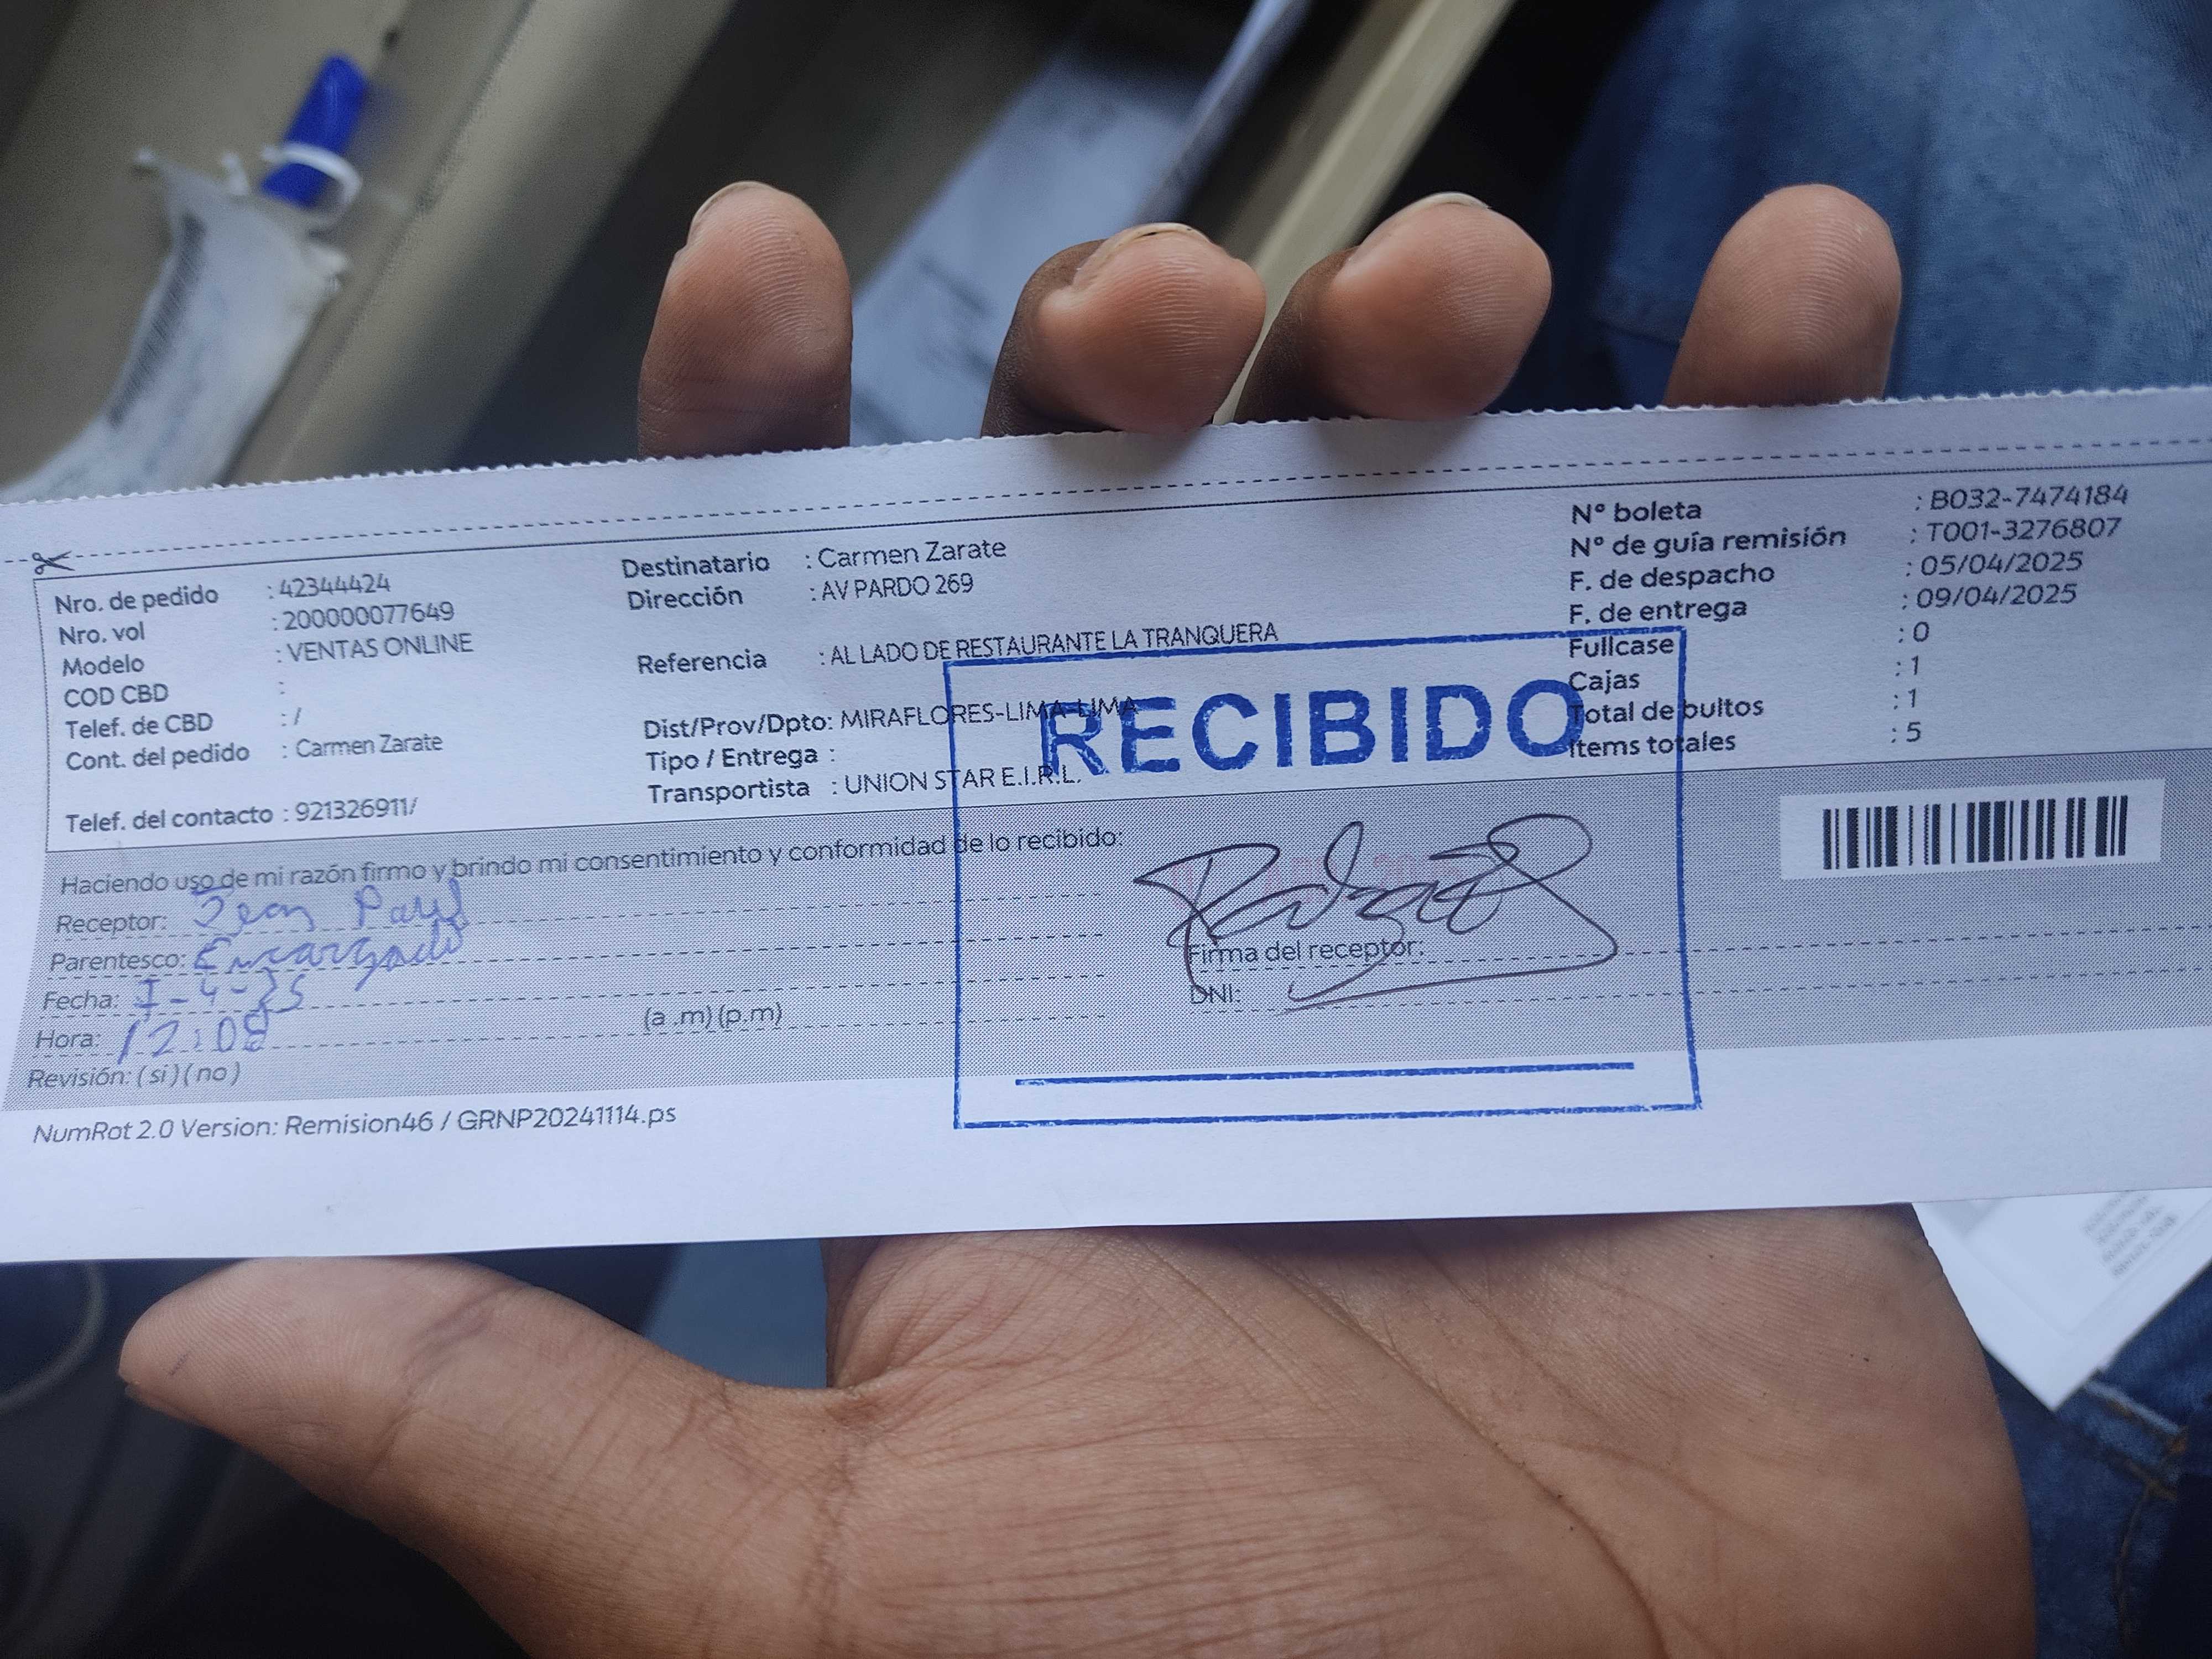 Nro. de pedido : 42344424
Nro. vol : 200000077649
Modelo : VENTAS ONLINE
COD CBD :
Telef. de CBD : /
Cont. del pedido : Carmen Zarate
Telef. del contacto : 921326911/
Destinatario : Carmen Zarate
Dirección : AV PARDO 269
Referencia : AL LADO DE RESTAURANTE LA TRANQUERA
Dist/Prov/Dpto: MIRAFLORES-LIMA-LIMA
Tipo / Entrega :
Transportista : UNION STAR E.I.R.L.
Nº boleta : B032-7474184
Nº de guía remisión : T001-3276807
F. de despacho : 05/04/2025
F. de entrega : 09/04/2025
Fullcase : 0
Cajas : 1
Total de bultos : 1
Items totales : 5
RECIBIDO
Haciendo uso de mi razón firmo y brindo mi consentimiento y conformidad de lo recibido:
Receptor: Jean Paul
Parentesco: Encargado
Fecha: -4-25
Hora: 12:08 (a .m) (p.m)
Revisión: ( si ) ( no )
Firma del receptor:
DNI:
NumRot 2.0 Version: Remision46 / GRNP20241114.ps